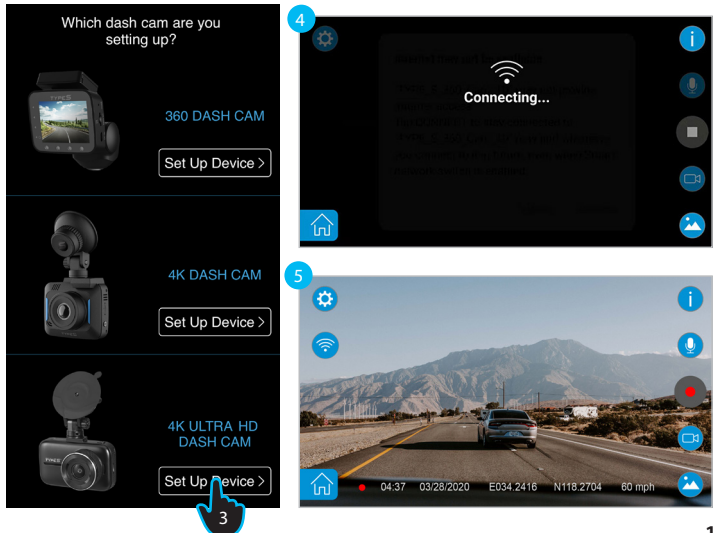 Which dash cam are you
setting up?
TYPE S
360 DASH CAM
Set Up Device >
4K DASH CAM
Set Up Device >
TYPE S
4K ULTRA HD
DASH CAM
Set Up Device >
3
4
i
Connecting...
5
i
04:37 03/28/2020 E034.2416 N118.2704 60 mph
1